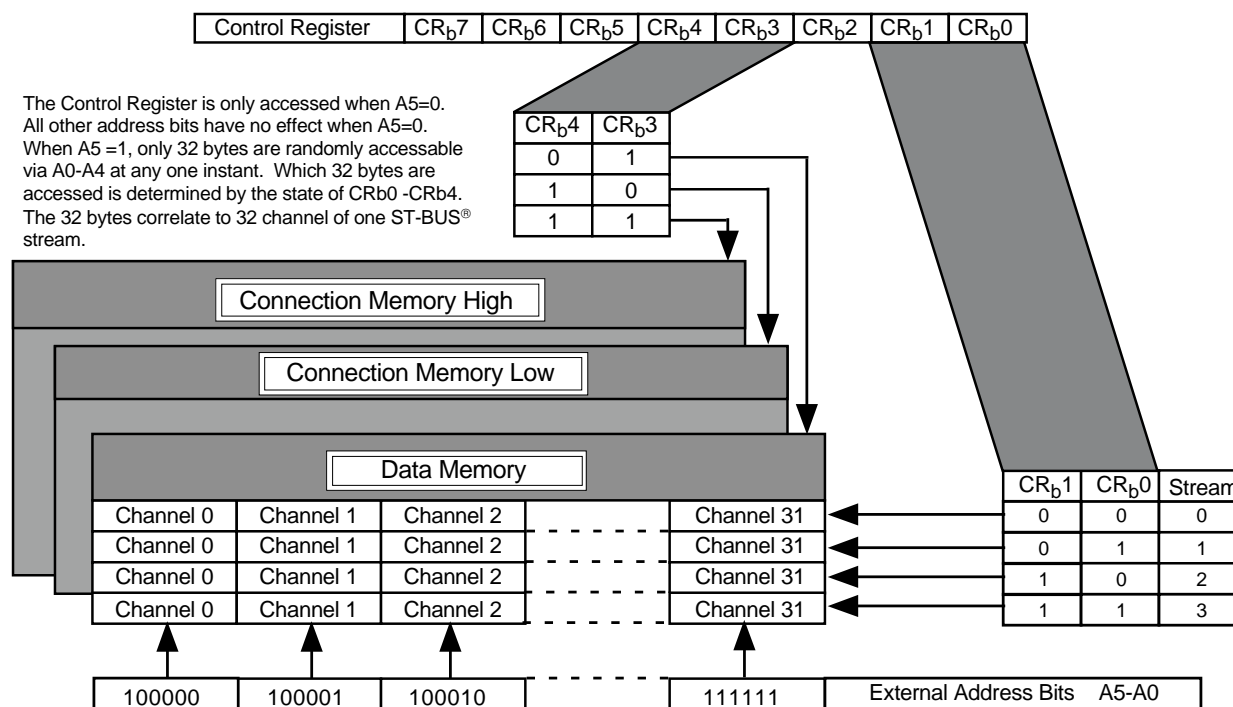 Control Register CRb7 CRb6 CRb5 CRb4 CRb3 CRb2 CRb1 CRb0
The Control Register is only accessed when A5=0.
All other address bits have no effect when A5=0.
When A5 =1, only 32 bytes are randomly accessable
via A0-A4 at any one instant. Which 32 bytes are
accessed is determined by the state of CRb0 -CRb4.
The 32 bytes correlate to 32 channel of one ST-BUS®
stream.
CRb4 CRb3
0 1
1 0
1 1
Connection Memory High
Connection Memory Low
Data Memory
CRb1 CRb0 Stream
Channel 0 Channel 1 Channel 2 Channel 31 0 0 0
Channel 0 Channel 1 Channel 2 Channel 31 0 1 1
Channel 0 Channel 1 Channel 2 Channel 31 1 0 2
Channel 0 Channel 1 Channel 2 Channel 31 1 1 3
100000 100001 100010 111111 External Address Bits A5-A0